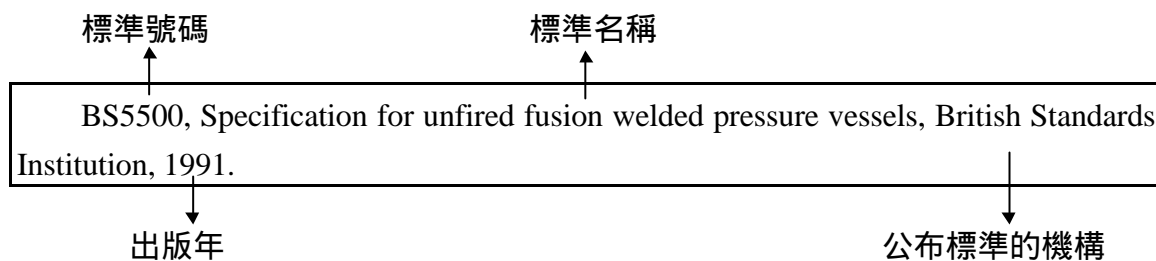 標準號碼 標準名稱
BS5500, Specification for unfired fusion welded pressure vessels, British Standards
Institution, 1991.
出版年 公布標準的機構